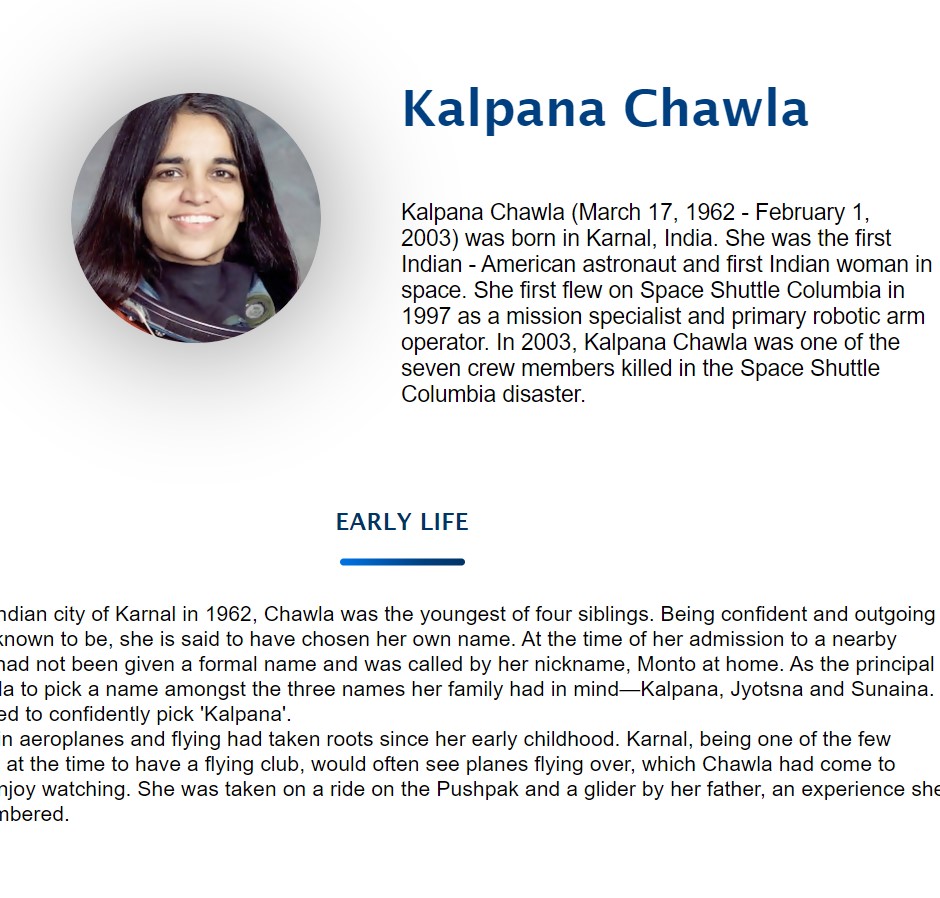 Kalpana Chawla
Kalpana Chawla (March 17, 1962 - February 1,
2003) was born in Karnal, India. She was the first
Indian - American astronaut and first Indian woman in
space. She first flew on Space Shuttle Columbia in
1997 as a mission specialist and primary robotic arm
operator. In 2003, Kalpana Chawla was one of the
seven crew members killed in the Space Shuttle
Columbia disaster.
EARLY LIFE
city of Karnal in 1962, Chawla was the youngest of four siblings. Being confident and outgoing
known to be, she is said to have chosen her own name. At the time of her admission to a nearby
had not been given a formal name and was called by her nickname, Monto at home. As the principal
to pick a name amongst the three names her family had in mind—Kalpana, Jyotsna and Sunaina.
to confidently pick 'Kalpana'.
in aeroplanes and flying had taken roots since her early childhood. Karnal, being one of the few
at the time to have a flying club, would often see planes flying over, which Chawla had come to
watching. She was taken on a ride on the Pushpak and a glider by her father, an experience she